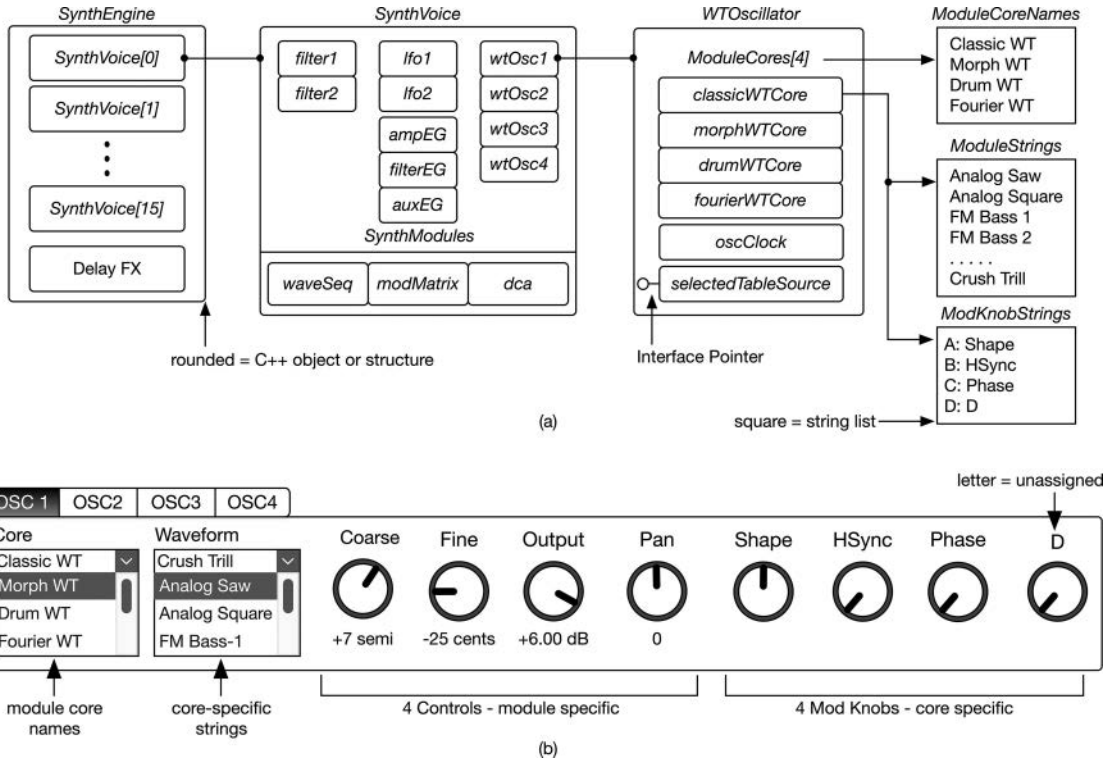 SynthEngine
SynthVoice[0]
SynthVoice[1]
SynthVoice[15]
Delay FX
rounded = C++ object or structure
SynthVoice
filter1
filter2
lfo1
lfo2
ampEG
filterEG
auxEG
wtOsc1
wtOsc2
wtOsc3
wtOsc4
SynthModules
waveSeq
modMatrix
dca
WTOscillator
ModuleCores[4]
classicWTCore
morphWTCore
drumWTCore
fourierWTCore
oscClock
selectedTableSource
Interface Pointer
ModuleCoreNames
Classic WT
Morph WT
Drum WT
Fourier WT
ModuleStrings
Analog Saw
Analog Square
FM Bass 1
FM Bass 2
. . . . .
Crush Trill
ModKnobStrings
A: Shape
B: HSync
C: Phase
D: D
square = string list
(a)
letter = unassigned
OSC 1 OSC2 OSC3 OSC4
Core
Classic WT
Morph WT
Drum WT
Fourier WT
Waveform
Crush Trill
Analog Saw
Analog Square
FM Bass-1
Coarse Fine Output Pan Shape HSync Phase D
+7 semi -25 cents +6.00 dB 0
module core
names
core-specific
strings
4 Controls - module specific
4 Mod Knobs - core specific
(b)